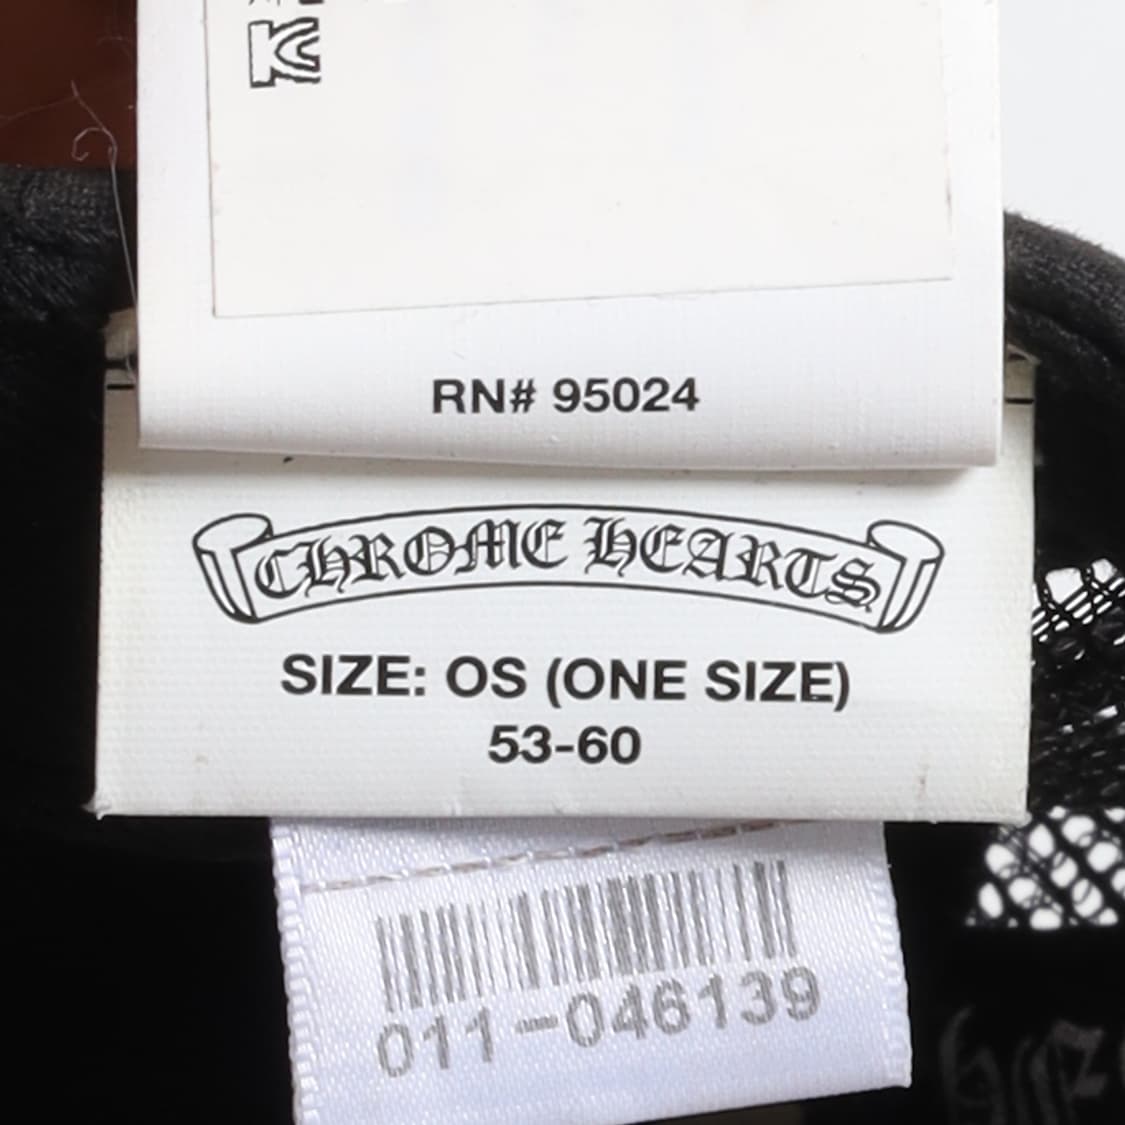 RN# 95024
CHROME HEARTS
SIZE: OS (ONE SIZE)
53-60
011-046139